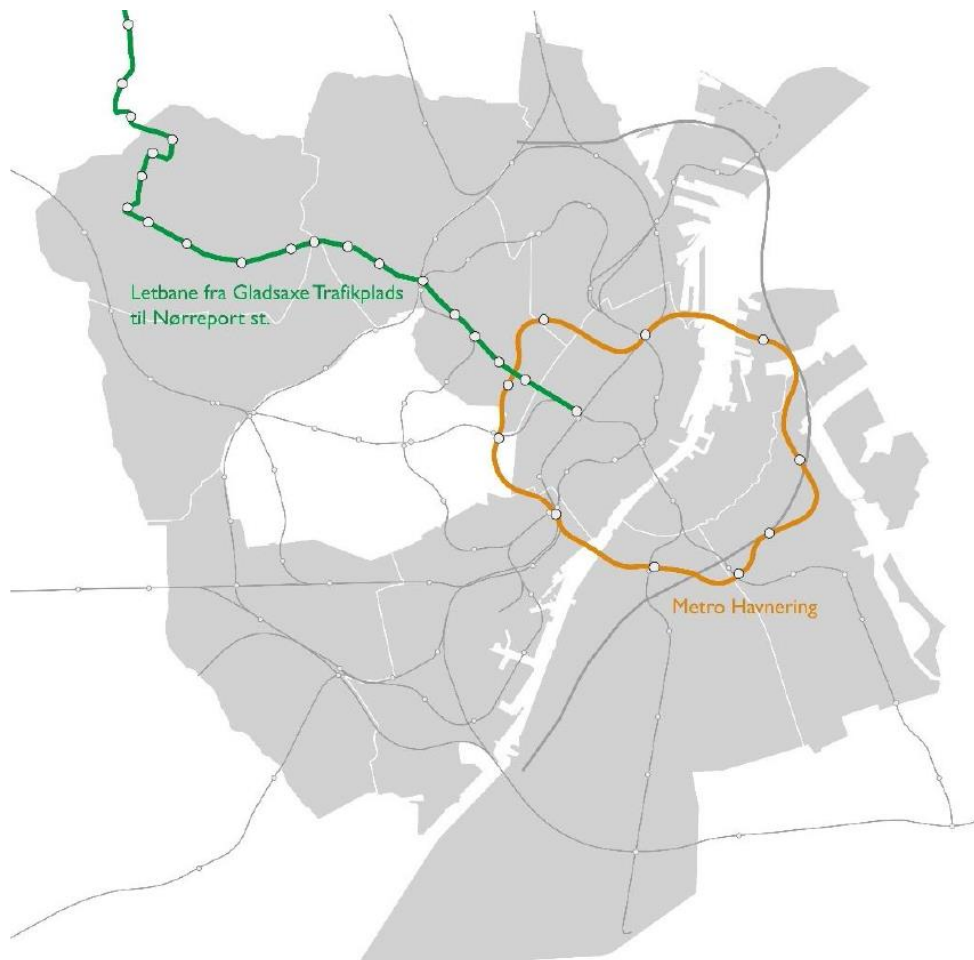 Letbane fra Gladsaxe Trafikplads
til Nørreport st.
Metro Havnering